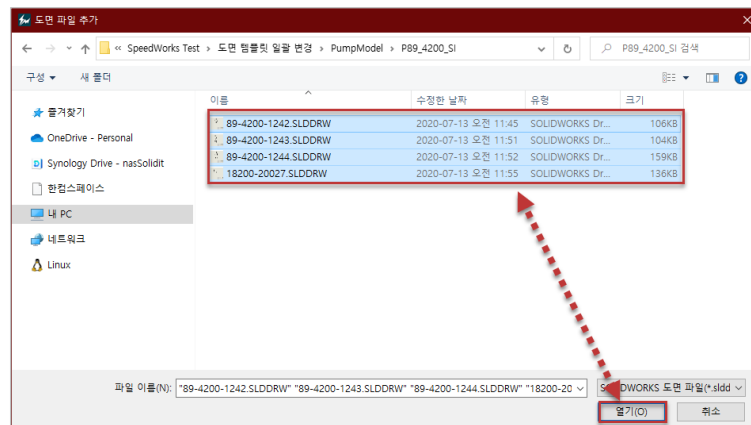 도면 파일 추가
« SpeedWorks Test › 도면 템플릿 일괄 변경 › PumpModel › P89_4200_SI
P89_4200_SI 검색
구성 새 폴더
이름 수정한 날짜 유형 크기
즐겨찾기
OneDrive - Personal
Synology Drive - nasSolidit
한컴스페이스
내 PC
네트워크
Linux
89-4200-1242.SLDDRW 2020-07-13 오전 11:45 SOLIDWORKS Dr... 106KB
89-4200-1243.SLDDRW 2020-07-13 오전 11:51 SOLIDWORKS Dr... 104KB
89-4200-1244.SLDDRW 2020-07-13 오전 11:52 SOLIDWORKS Dr... 159KB
18200-20027.SLDDRW 2020-07-13 오전 11:55 SOLIDWORKS Dr... 136KB
파일 이름(N): "89-4200-1242.SLDDRW" "89-4200-1243.SLDDRW" "89-4200-1244.SLDDRW" "18200-20
도면 파일(*.sldd
열기(O) 취소